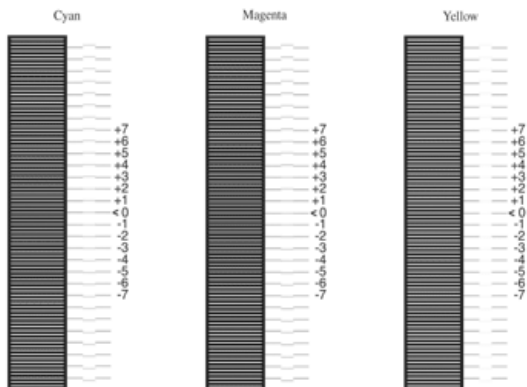 Cyan Magenta Yellow
+7 +7 +7
+6 +6 +6
+5 +5 +5
+4 +4 +4
+3 +3 +3
+2 +2 +2
+1 +1 +1
<0 <0 <0
-1 -1 -1
-2 -2 -2
-3 -3 -3
-4 -4 -4
-5 -5 -5
-6 -6 -6
-7 -7 -7